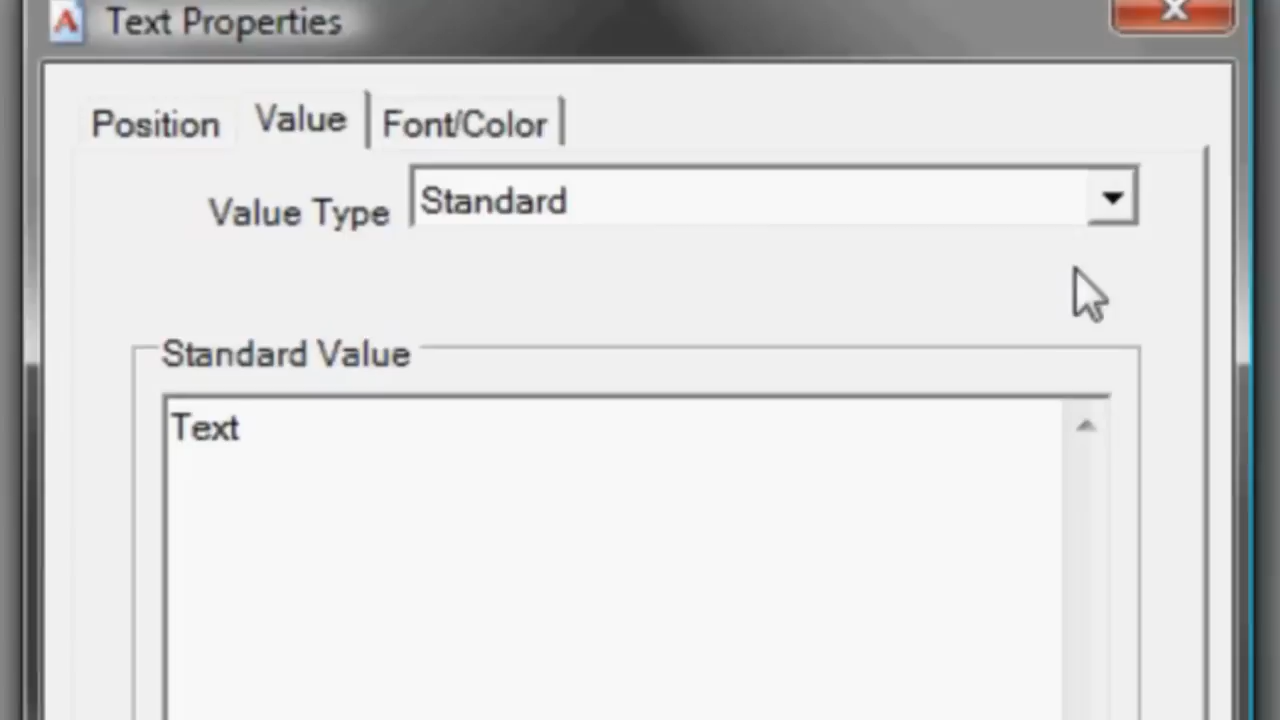 Text Properties
Position Value Font/Color
Value Type Standard
Standard Value
Text